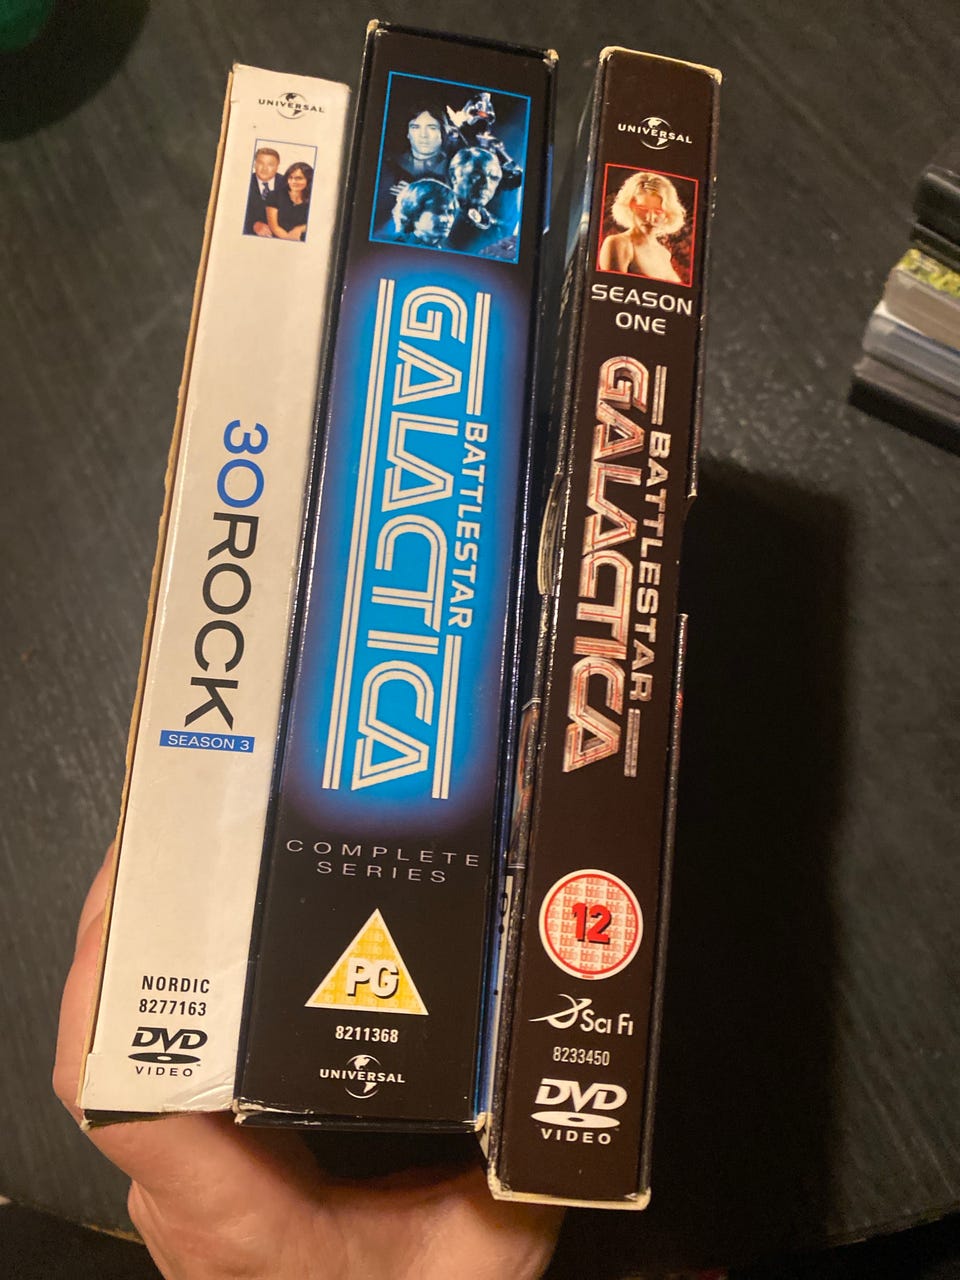 UNIVERSAL
30 ROCK
SEASON 3
NORDIC
8277163
DVD
VIDEO
BATTLESTAR
GALACTICA
COMPLETE
SERIES
PG
8211368
UNIVERSAL
UNIVERSAL
SEASON
ONE
BATTLESTAR
GALACTICA
12
SCI FI
8233450
DVD
VIDEO